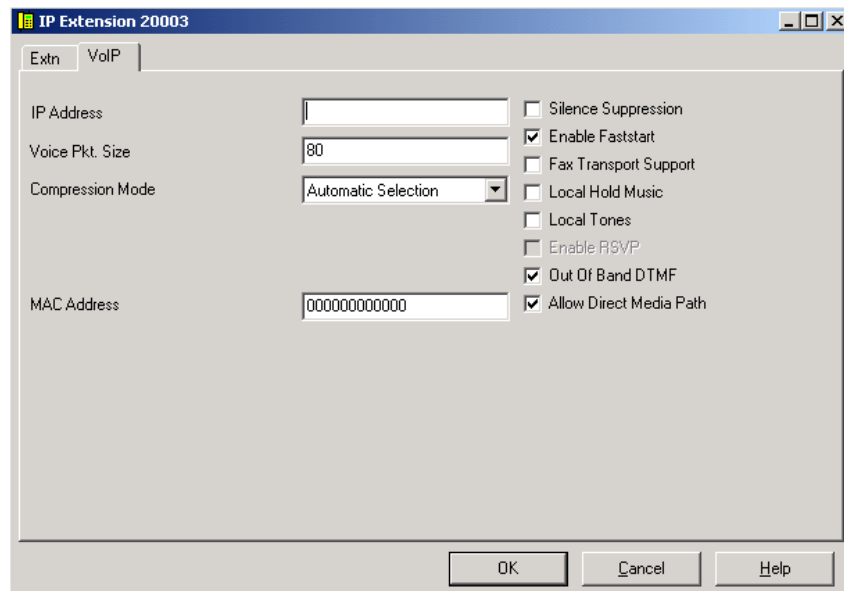 IP Extension 20003
Extn VoIP
IP Address
Voice Pkt. Size 80
Compression Mode Automatic Selection
MAC Address 000000000000
Silence Suppression
Enable Faststart
Fax Transport Support
Local Hold Music
Local Tones
Enable RSVP
Out Of Band DTMF
Allow Direct Media Path
OK Cancel Help